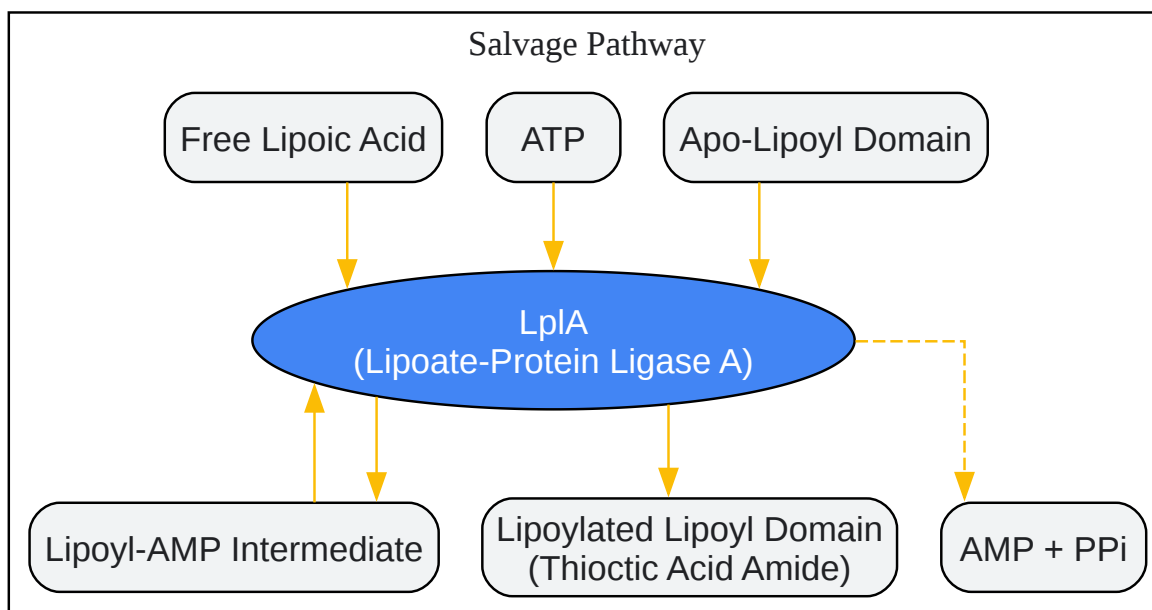 Salvage Pathway
Free Lipoic Acid
ATP
Apo-Lipoyl Domain
LplA
(Lipoate-Protein Ligase A)
Lipoyl-AMP Intermediate
Lipoylated Lipoyl Domain
(Thioctic Acid Amide)
AMP + PPi